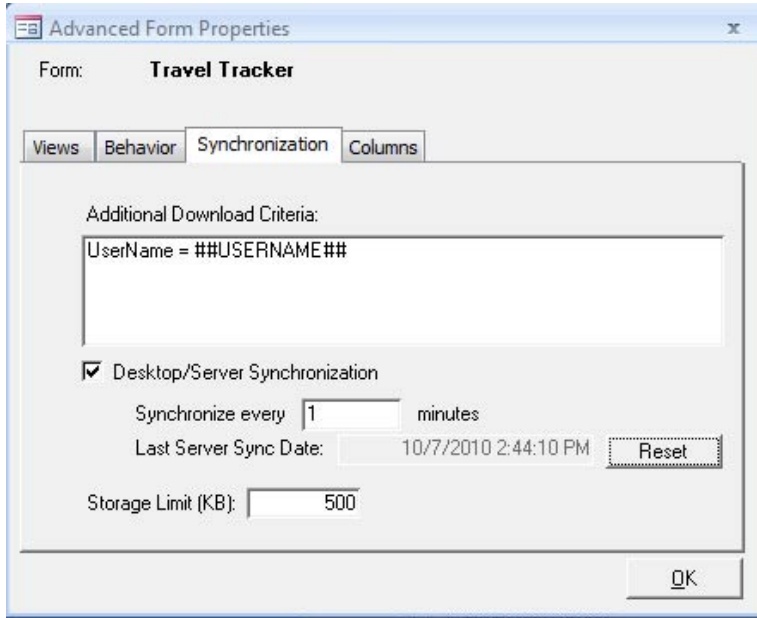 Advanced Form Properties x
Form: Travel Tracker
Views Behavior Synchronization Columns
Additional Download Criteria:
UserName = ##USERNAME##
Desktop/Server Synchronization
Synchronize every 1 minutes
Last Server Sync Date: 10/7/2010 2:44:10 PM Reset
Storage Limit (KB): 500
OK